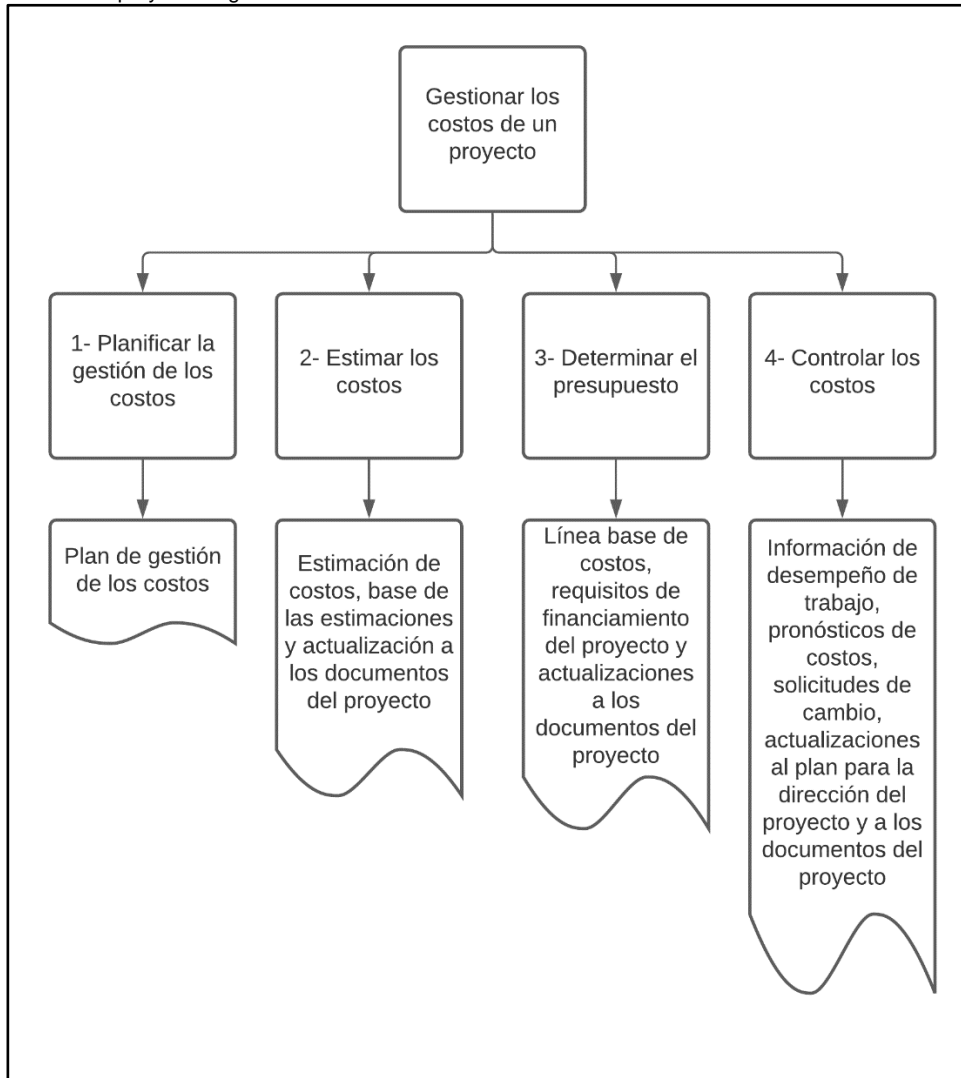 Gestionar los
costos de un
proyecto
1- Planificar la
gestión de los
costos
2- Estimar los
costos
3- Determinar el
presupuesto
4- Controlar los
costos
Plan de gestión
de los costos
Estimación de
costos, base de
las estimaciones
y actualización a
los documentos
del proyecto
Línea base de
costos,
requisitos de
financiamiento
del proyecto y
actualizaciones
a los
documentos del
proyecto
Información de
desempeño de
trabajo,
pronósticos de
costos,
solicitudes de
cambio,
actualizaciones
al plan para la
dirección del
proyecto y a los
documentos del
proyecto